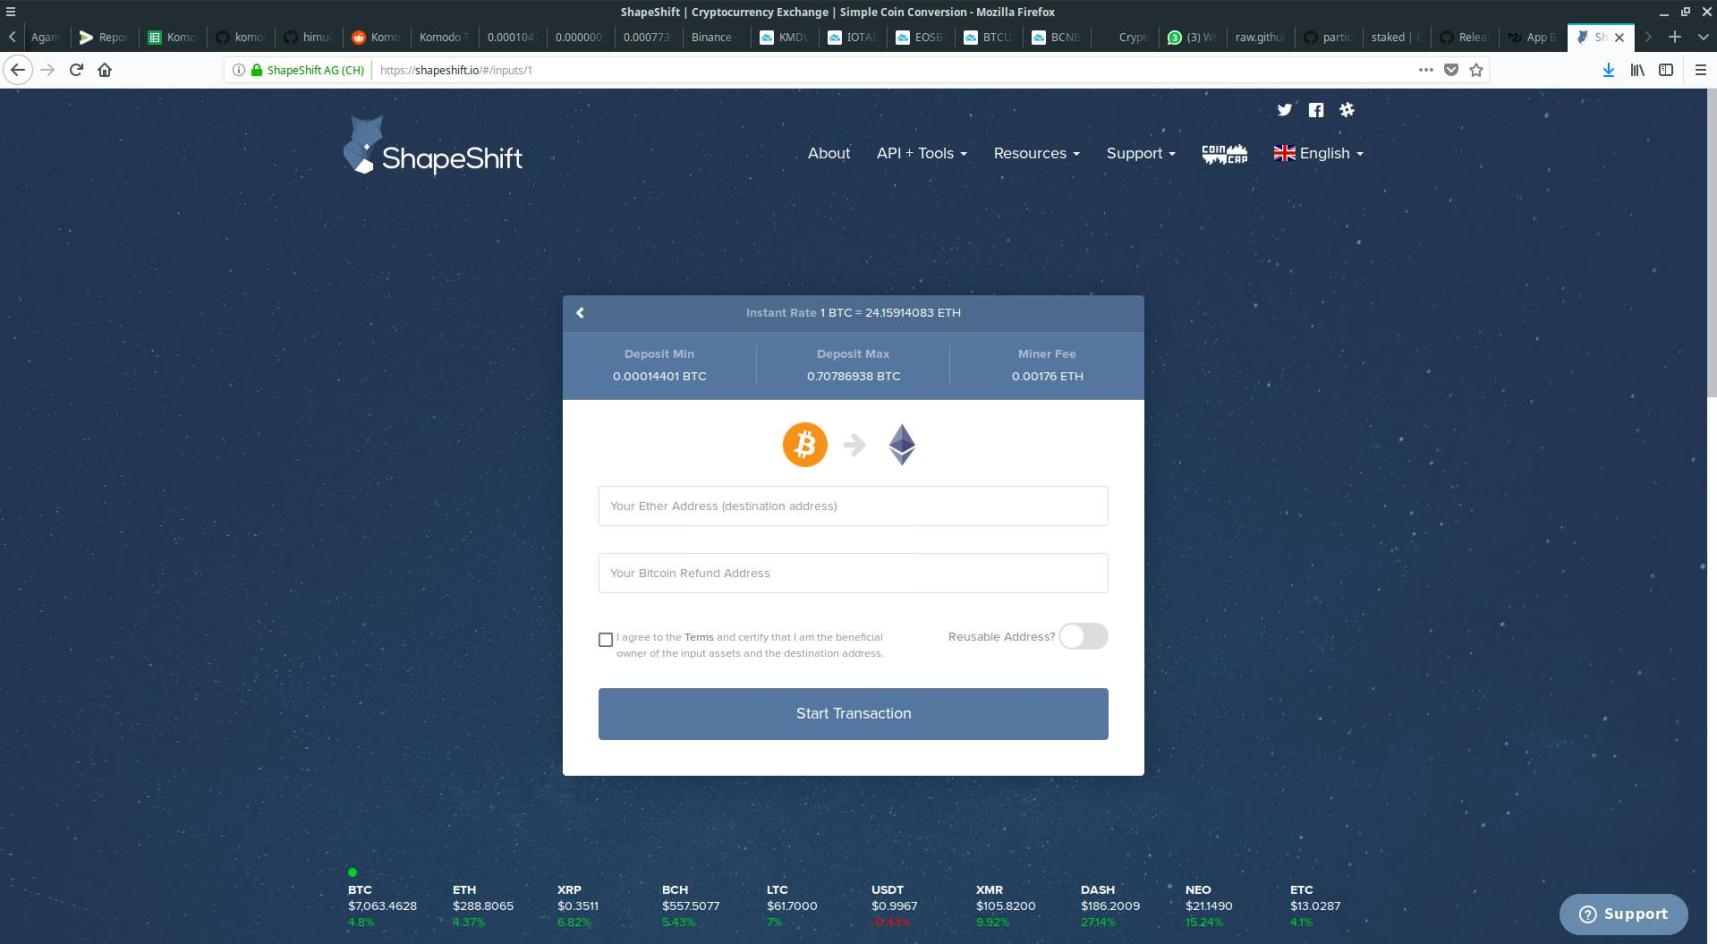 ShapeShift | Cryptocurrency Exchange | Simple Coin Conversion - Mozilla Firefox
Agam Repor Komo komo himu Komo Komodo T 0.00010 0.000000 0.00077 Binance - KMD IOTA EOSB BTCU BCNB Crypt (3) W raw.githu partic staked | E Relea App B Sh
ShapeShift AG (CH) https://shapeshift.io/#/inputs/1
ShapeShift
About API + Tools Resources Support COIN CAP English
Instant Rate 1 BTC = 24.15914083 ETH
Deposit Min Deposit Max Miner Fee
0.00014401 BTC 0.70786938 BTC 0.00176 ETH
Your Ether Address (destination address)
Your Bitcoin Refund Address
I agree to the Terms and certify that I am the beneficial
owner of the input assets and the destination address.
Reusable Address?
Start Transaction
BTC ETH XRP BCH LTC USDT XMR DASH NEO ETC
$7,063.4628 $288.8065 $0.3511 $557.5077 $61.7000 $0.9967 $105.8200 $186.2009 $21.1490 $13.0287
4.8% 4.37% 6.82% 5.43% 7% -0.43% 9.92% 27.14% 15.24% 4.1%
Support